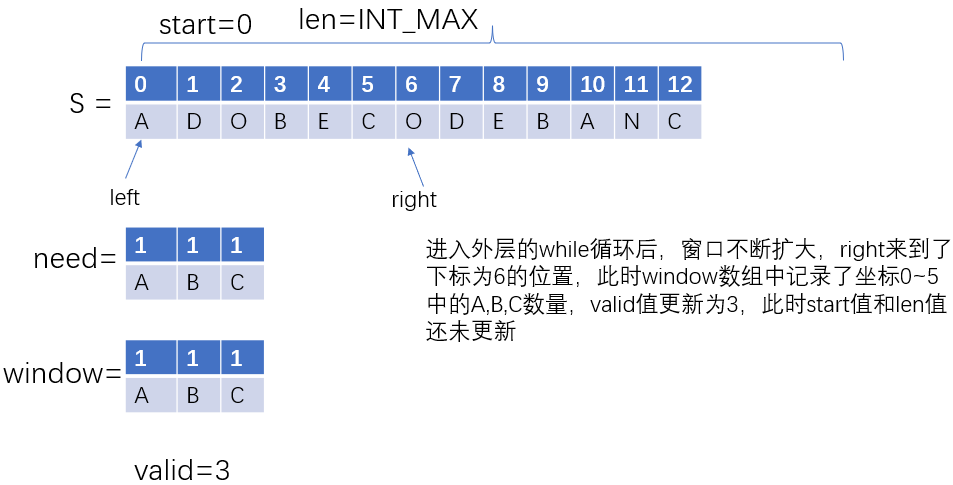 start=0 len=INT_MAX
S = 0 1 2 3 4 5 6 7 8 9 10 11 12
A D O B E C O D E B A N C
left right
need= 1 1 1
A B C
进入外层的while循环后，窗口不断扩大，right来到了
下标为6的位置，此时window数组中记录了坐标0~5
中的A,B,C数量，valid值更新为3，此时start值和len值
还未更新
window= 1 1 1
A B C
valid=3